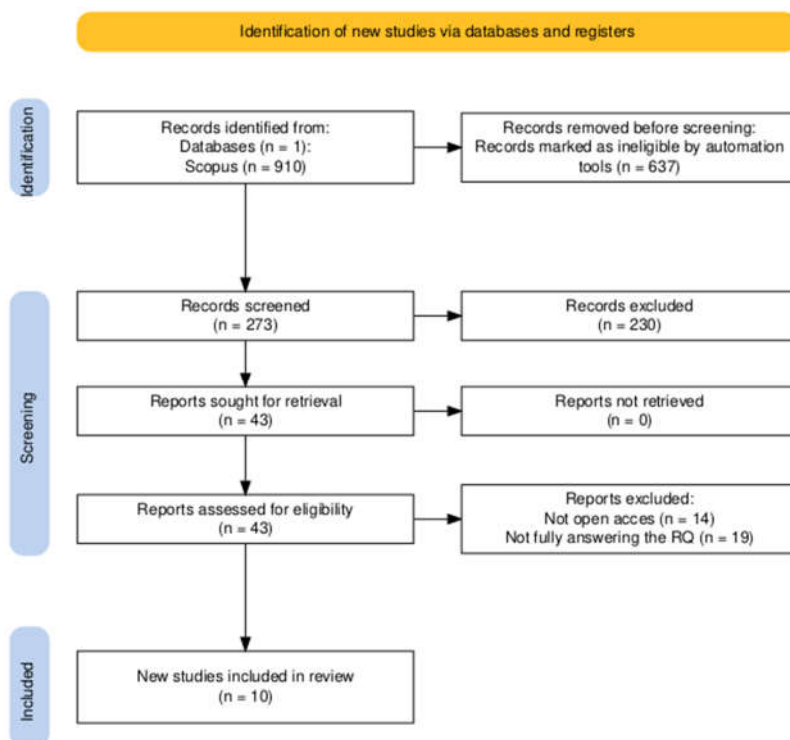 Identification of new studies via databases and registers
Identification
Records identified from:
Databases (n = 1):
Scopus (n = 910)
Records removed before screening:
Records marked as ineligible by automation
tools (n = 637)
Screening
Records screened
(n = 273)
Records excluded
(n = 230)
Reports sought for retrieval
(n = 43)
Reports not retrieved
(n = 0)
Reports assessed for eligibility
(n = 43)
Reports excluded:
Not open acces (n = 14)
Not fully answering the RQ (n = 19)
Included
New studies included in review
(n = 10)